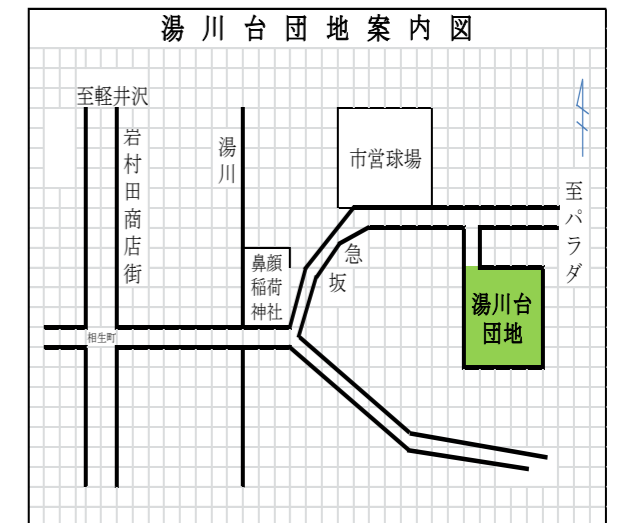 湯川台団地案内図
至軽井沢
岩村田商店街
湯川
市営球場
至パラダ
急坂
鼻顔
稲荷
神社
湯川台
団地
相生町